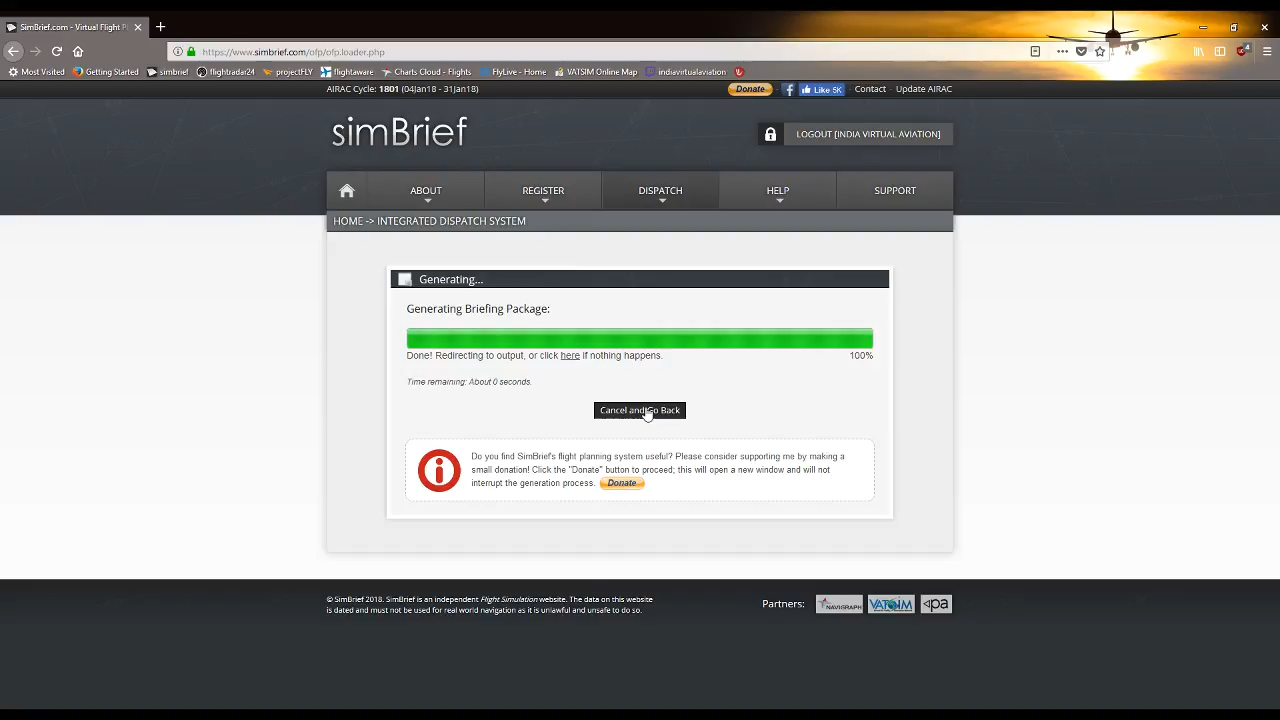 SimBrief.com - Virtual Flight Pl
https://www.simbrief.com/ofp/ofp.loader.php
Most Visited Getting Started simbrief flightradar24 projectFLY flightaware Charts Cloud - Flights FlyLive - Home VATSIM Online Map indiavirtualaviation
AIRAC Cycle: 1801 (04Jan18 - 31Jan18)
Donate Like 5K Contact Update AIRAC
simBrief
LOGOUT [INDIA VIRTUAL AVIATION]
ABOUT REGISTER DISPATCH HELP SUPPORT
HOME -> INTEGRATED DISPATCH SYSTEM
Generating...
Generating Briefing Package:
Done! Redirecting to output, or click here if nothing happens. 100%
Time remaining: About 0 seconds.
Cancel and Go Back
Do you find SimBrief's flight planning system useful? Please consider supporting me by making a
small donation! Click the "Donate" button to proceed; this will open a new window and will not
interrupt the generation process. Donate
© SimBrief 2018. SimBrief is an independent Flight Simulation website. The data on this website
is dated and must not be used for real world navigation as it is unlawful and unsafe to do so.
Partners: NAVIGRAPH VATSIM pa